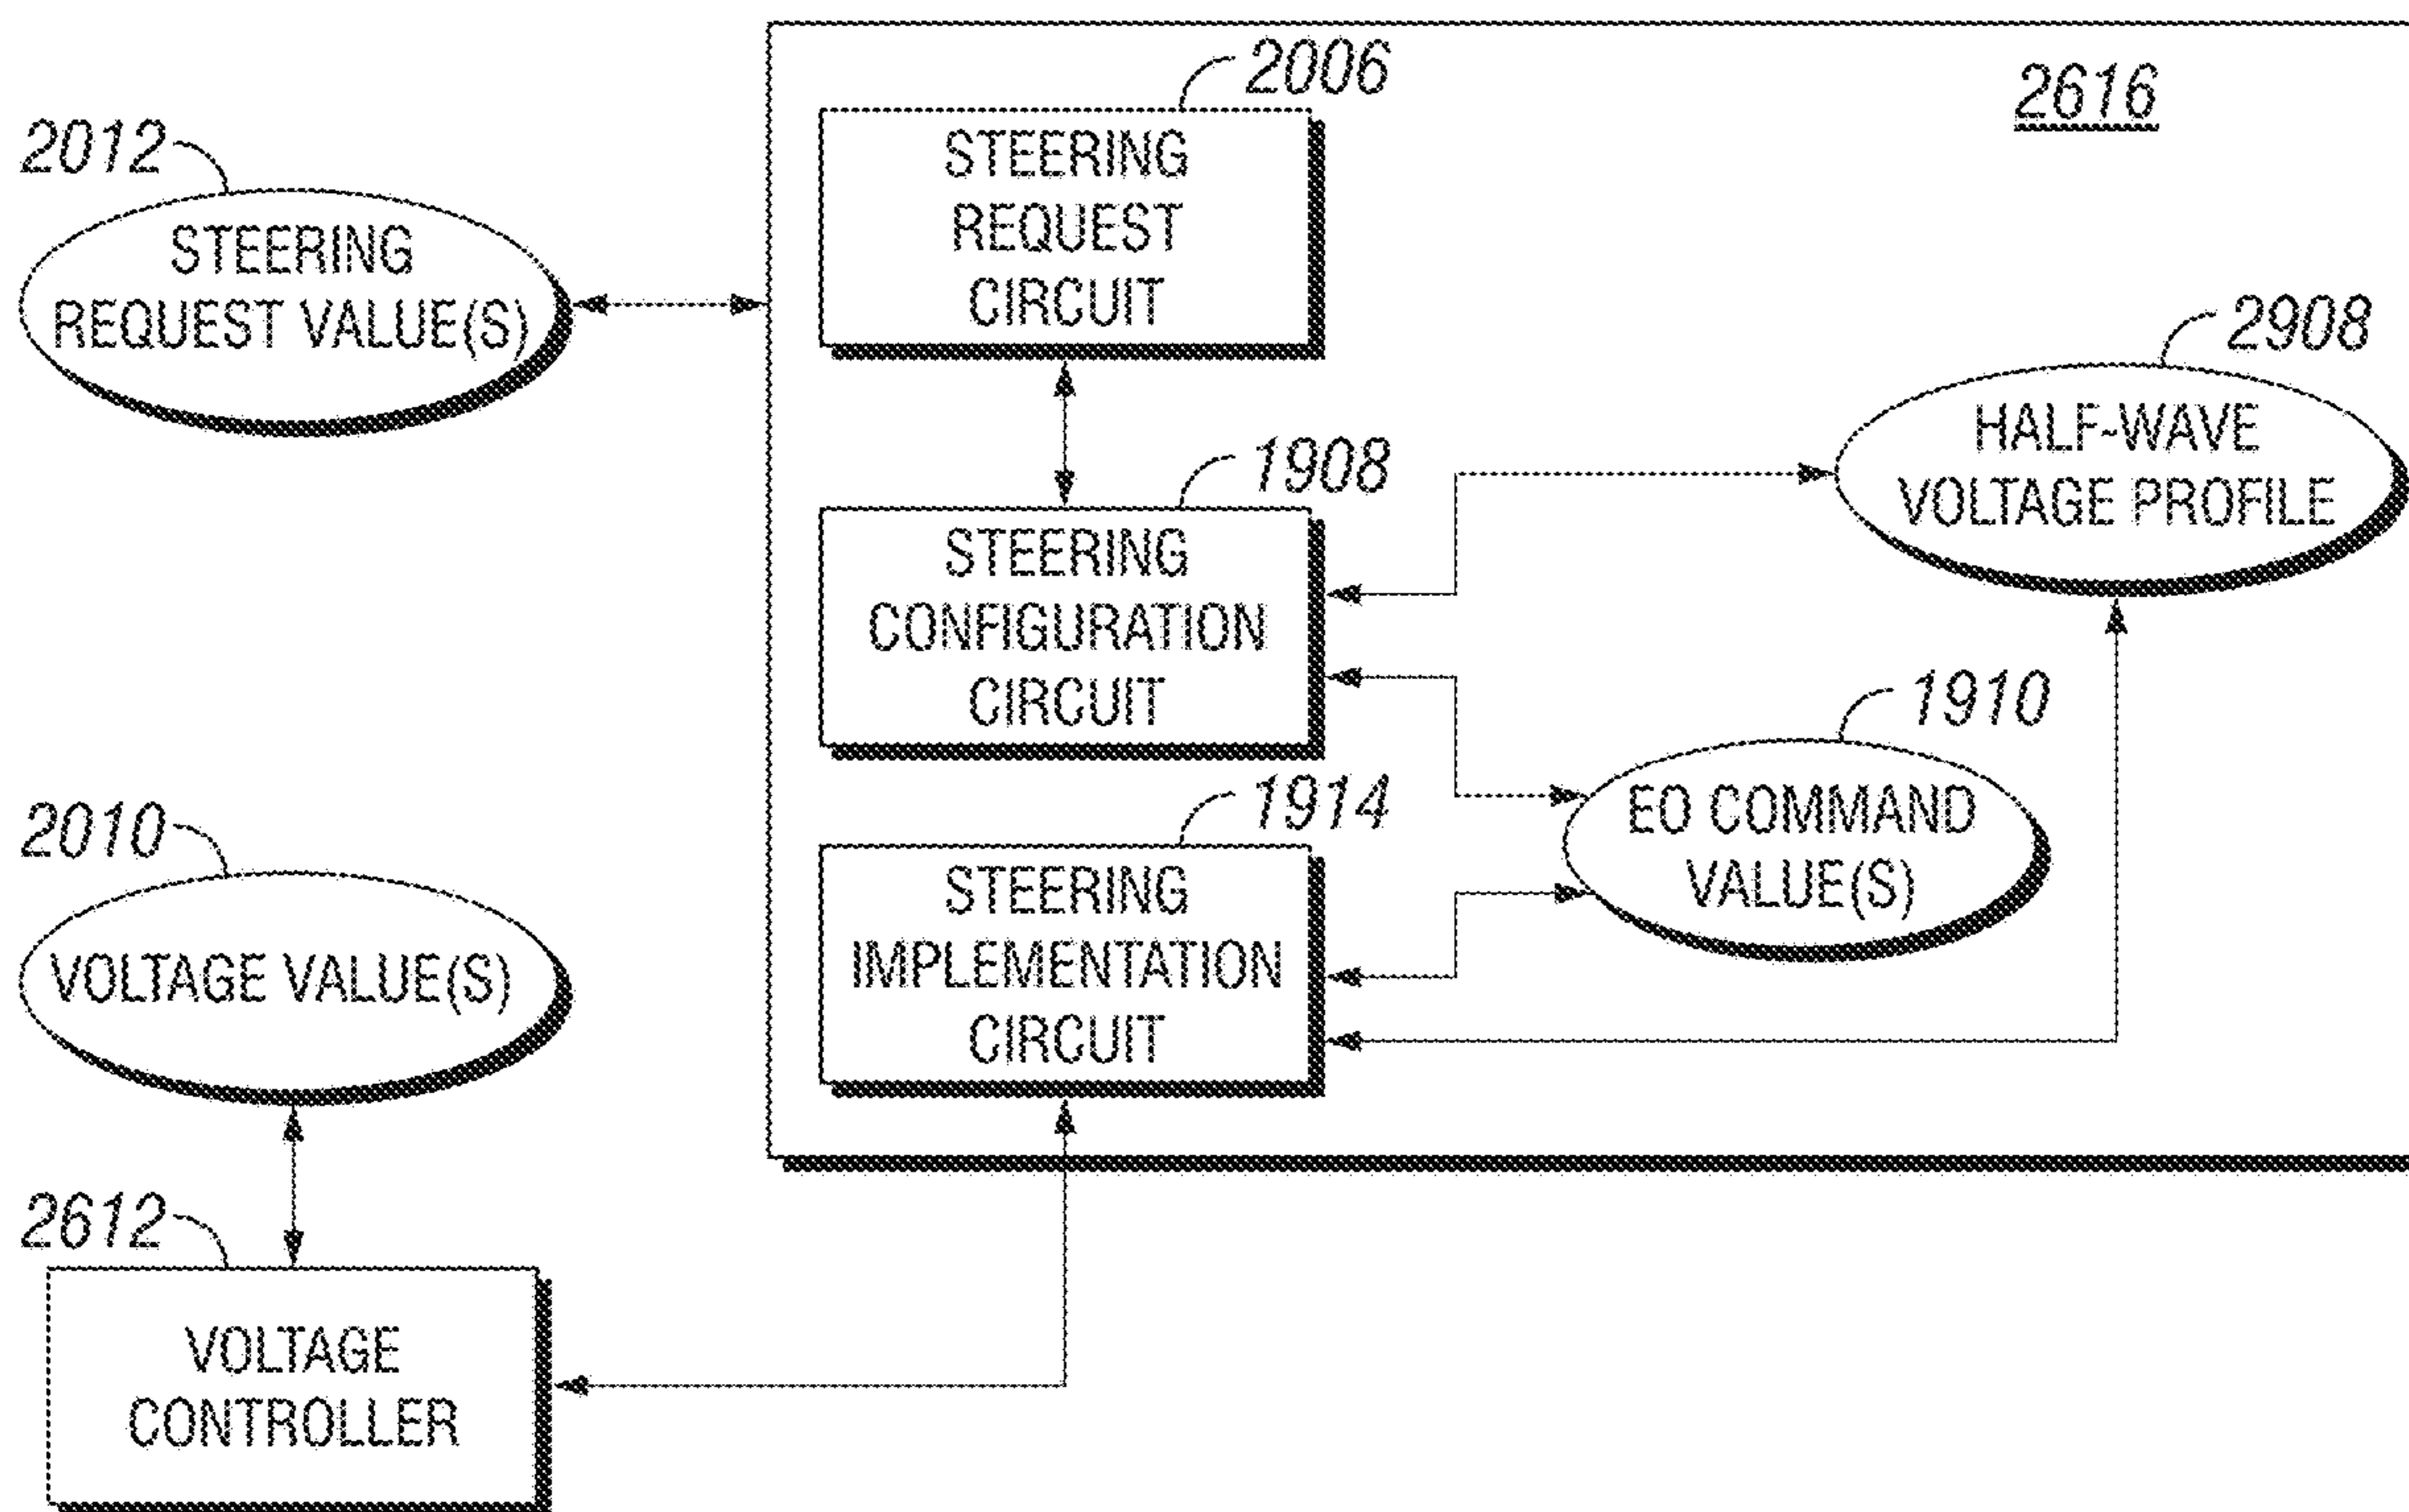 2006
2616
2012
STEERING
REQUEST
CIRCUIT
STEERING
REQUEST VALUE(S)
2908
HALF-WAVE
VOLTAGE PROFILE
1908
STEERING
CONFIGURATION
CIRCUIT
1910
EO COMMAND
VALUE(S)
1914
STEERING
IMPLEMENTATION
CIRCUIT
2010
VOLTAGE VALUE(S)
2612
VOLTAGE
CONTROLLER